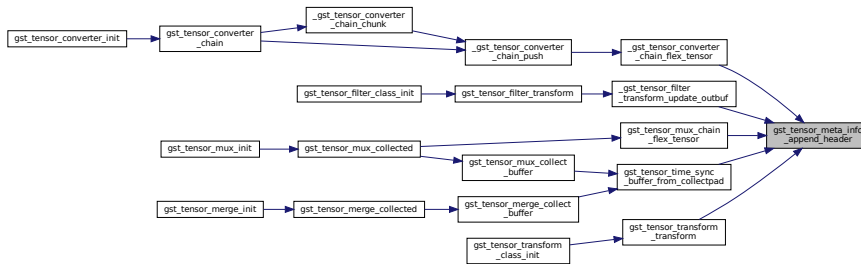 _gst_tensor_converter
_chain_chunk
gst_tensor_converter_init
gst_tensor_converter
_chain
_gst_tensor_converter
_chain_push
_gst_tensor_converter
_chain_flex_tensor
gst_tensor_filter_class_init
gst_tensor_filter_transform
_gst_tensor_filter
_transform_update_outbuf
gst_tensor_meta_info
_append_header
gst_tensor_mux_chain
_flex_tensor
gst_tensor_mux_init
gst_tensor_mux_collected
gst_tensor_mux_collect
_buffer
gst_tensor_time_sync
_buffer_from_collectpad
gst_tensor_merge_init
gst_tensor_merge_collected
gst_tensor_merge_collect
_buffer
gst_tensor_transform
_transform
gst_tensor_transform
_class_init